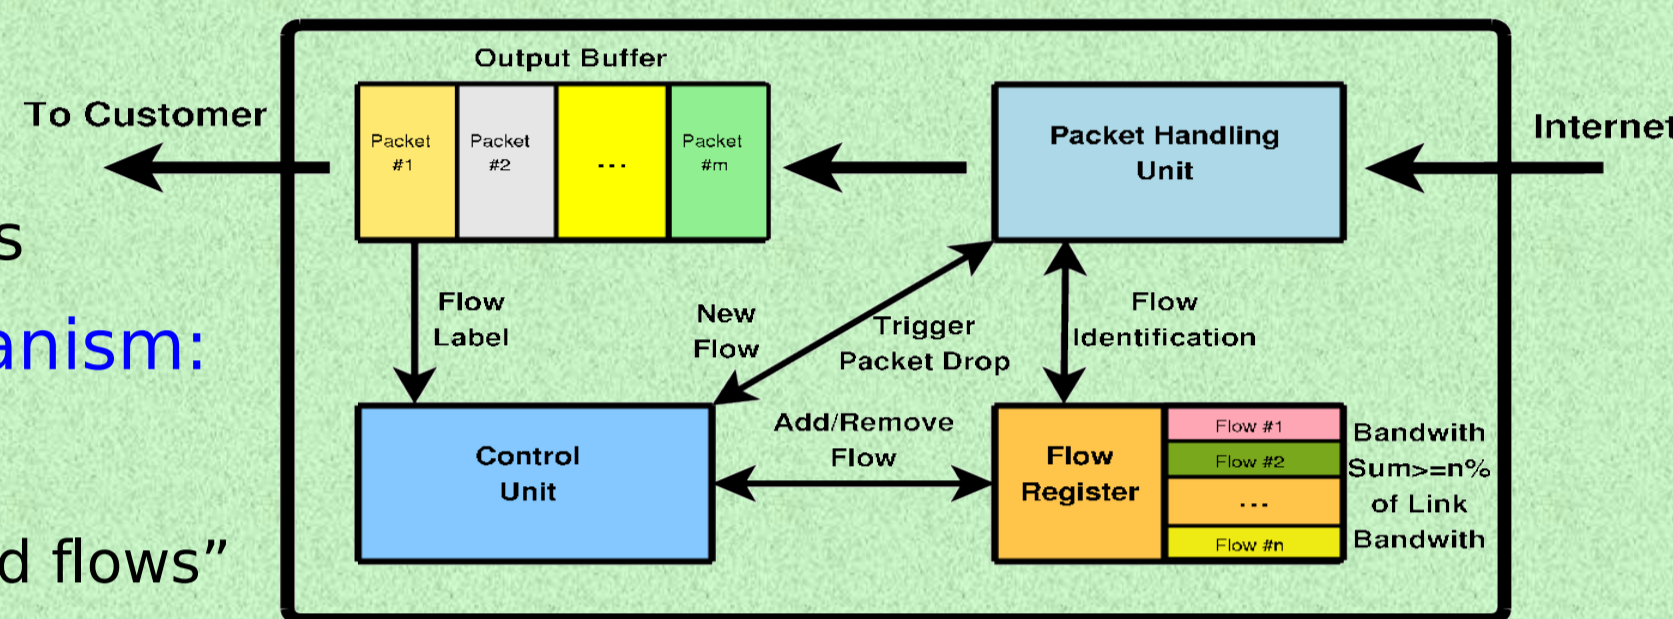 s
anism:
d flows”
To Customer
Output Buffer
Packet
#1
Packet
#2
...
Packet
#m
Packet Handling
Unit
Internet
Flow
Label
New
Flow
Trigger
Packet Drop
Flow
Identification
Control
Unit
Add/Remove
Flow
Flow
Register
Flow #1
Flow #2
...
Flow #n
Bandwith
Sum>=n%
of Link
Bandwith